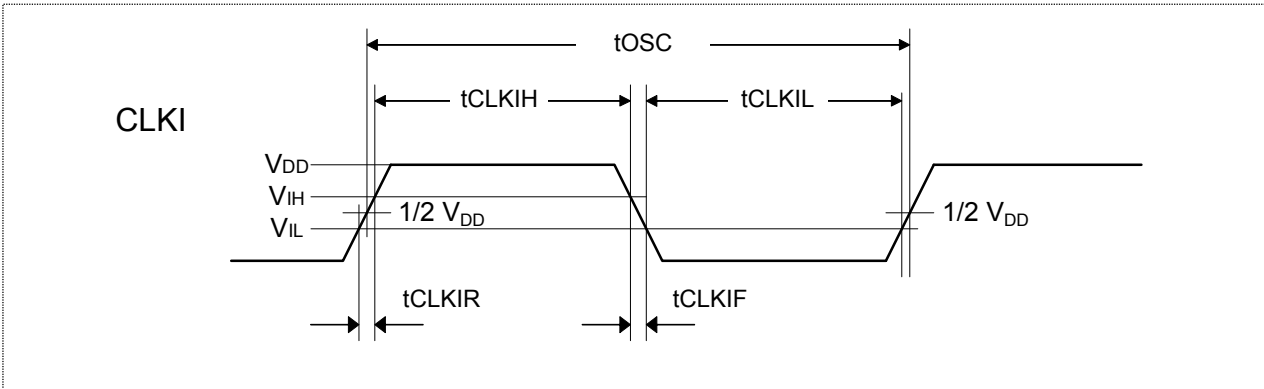 tOSC
tCLKIH
tCLKIL
CLKI
VDD
VIH
1/2 VDD
1/2 VDD
VIL
tCLKIR
tCLKIF